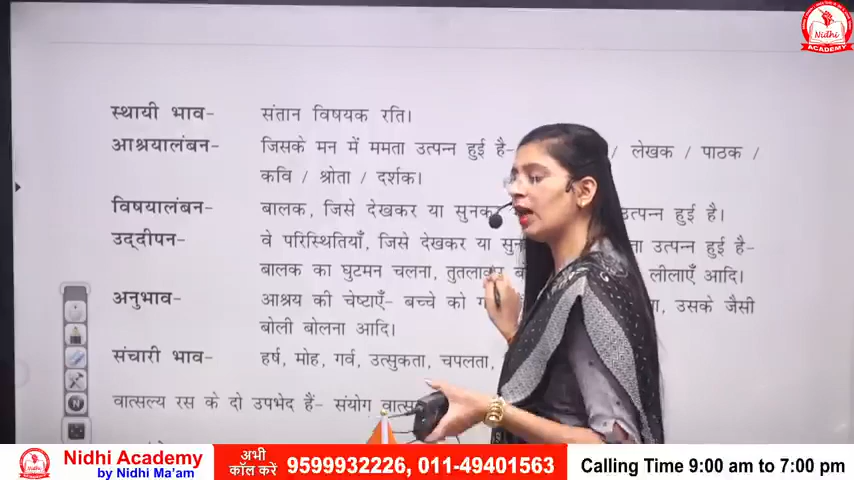 Nidhi
ACADEMY
स्थायी भाव- संतान विषयक रति।
आश्रयालंबन- जिसके मन में ममता उत्पन्न हुई है- / लेखक / पाठक /
कवि / श्रोता / दर्शक।
विषयालंबन- बालक, जिसे देखकर या उत्पन्न हुई है।
उद्दीपन- वे परिस्थितियाँ, जिसे देखकर या उत्पन्न हुई है-
बालक का घुटमन चलना, लीलाएँ आदि।
अनुभाव- आश्रय की चेष्टाएँ- बच्चे को उसके जैसी
बोली बोलना आदि।
संचारी भाव- हर्ष, मोह, गर्व, उत्सुकता, चपलता,
वात्सल्य रस के दो उपभेद हैं- संयोग
N
Nidhi Academy
by Nidhi Ma'am
अभी
कॉल करें
9599932226, 011-49401563
Calling Time 9:00 am to 7:00 pm